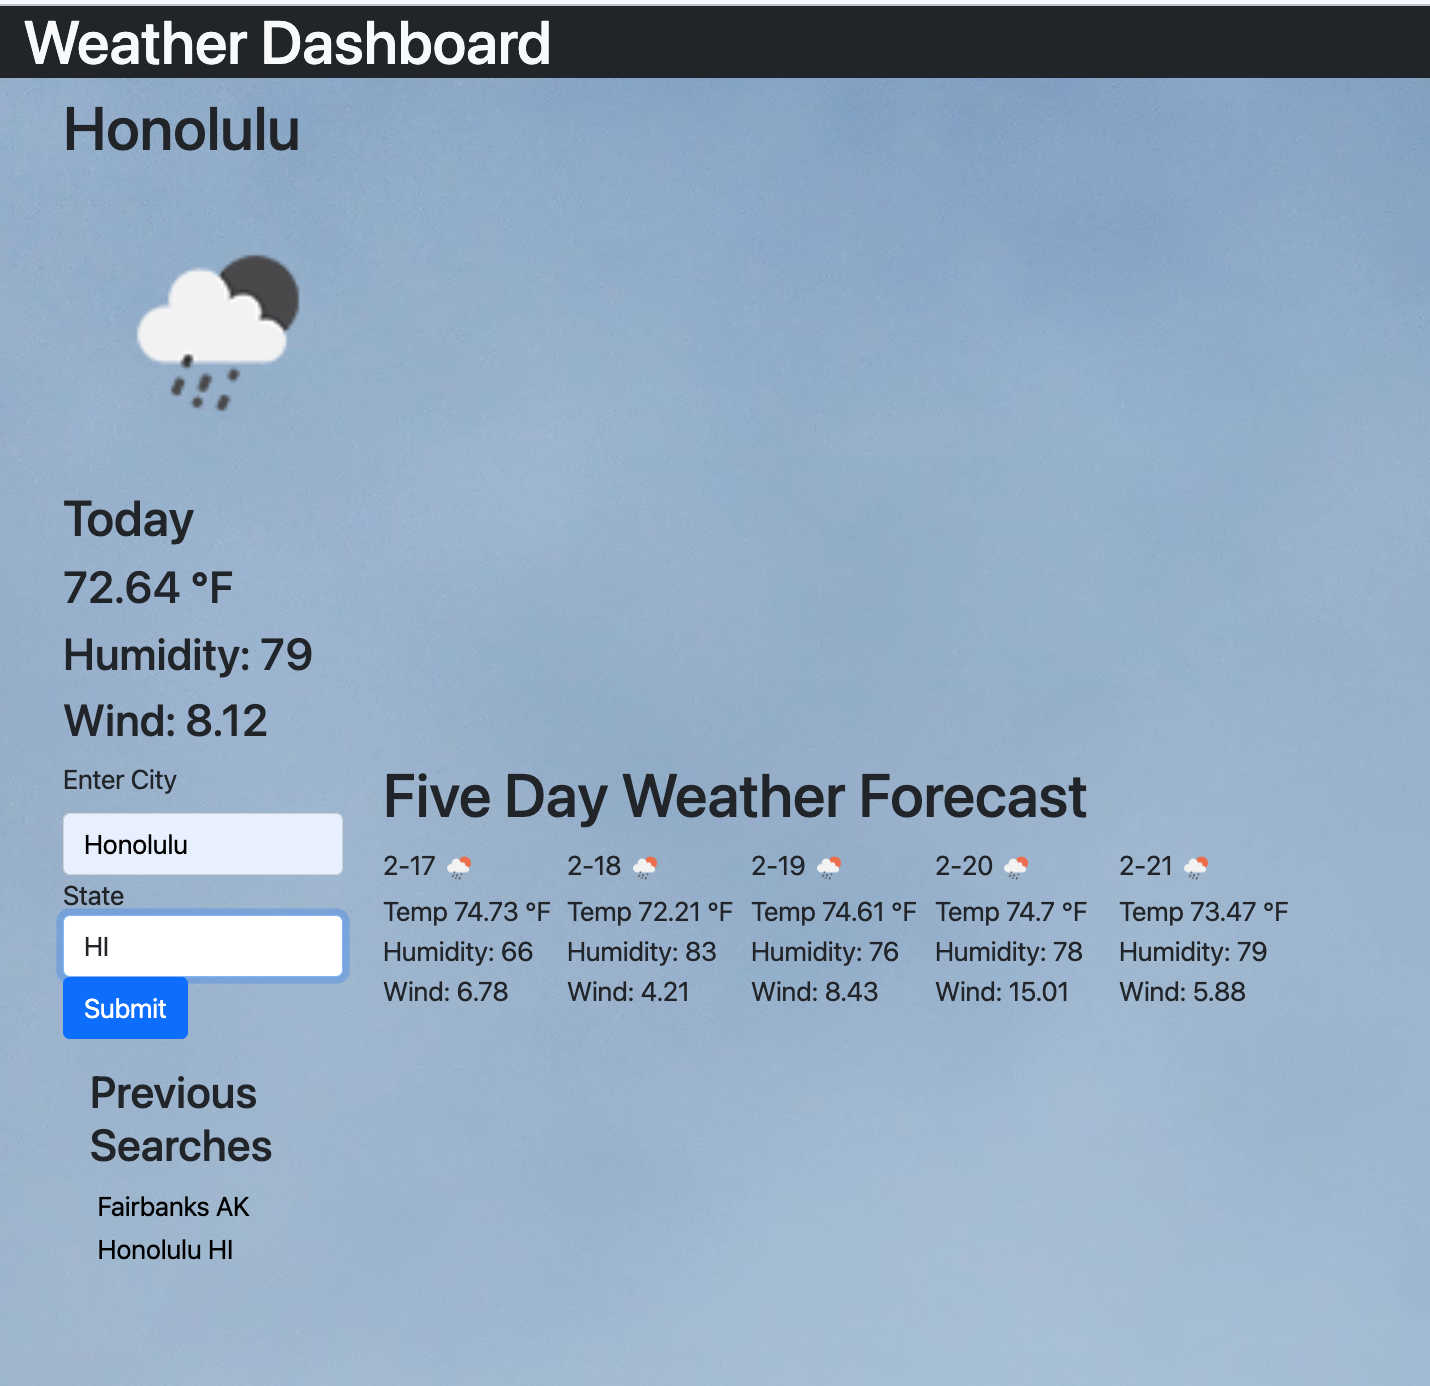 Weather Dashboard
Honolulu
Today
72.64 °F
Humidity: 79
Wind: 8.12
Enter City
Honolulu
State
HI
Submit
Previous
Searches
Fairbanks AK
Honolulu HI
Five Day Weather Forecast
2-17
Temp 74.73 °F
Humidity: 66
Wind: 6.78
2-18
Temp 72.21 °F
Humidity: 83
Wind: 4.21
2-19
Temp 74.61 °F
Humidity: 76
Wind: 8.43
2-20
Temp 74.7 °F
Humidity: 78
Wind: 15.01
2-21
Temp 73.47 °F
Humidity: 79
Wind: 5.88